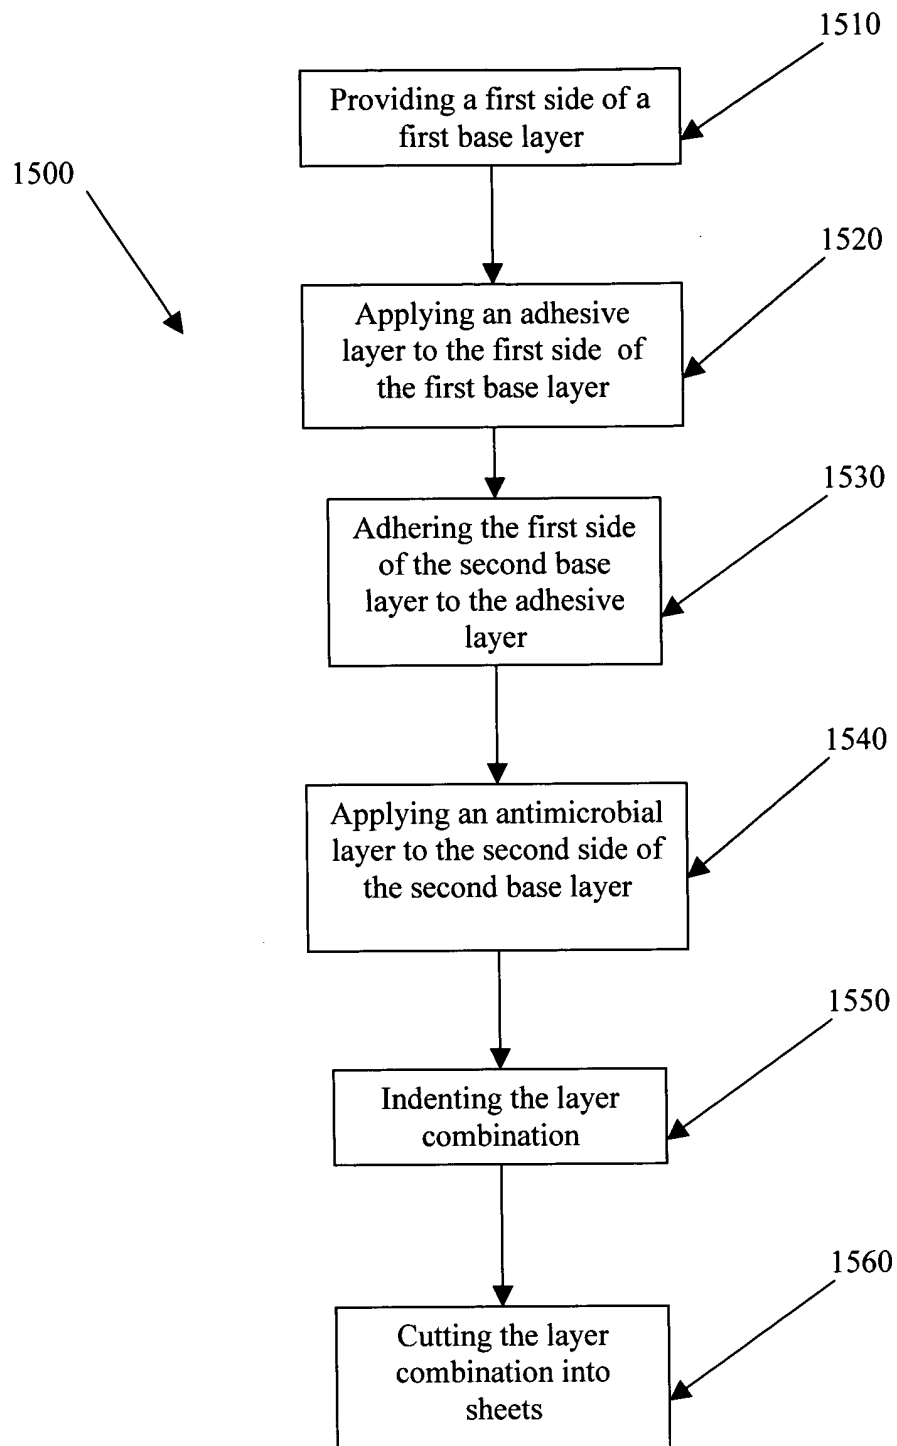 1510
Providing a first side of a
first base layer
1500
1520
Applying an adhesive
layer to the first side of
the first base layer
1530
Adhering the first side
of the second base
layer to the adhesive
layer
1540
Applying an antimicrobial
layer to the second side of
the second base layer
1550
Indenting the layer
combination
1560
Cutting the layer
combination into
sheets